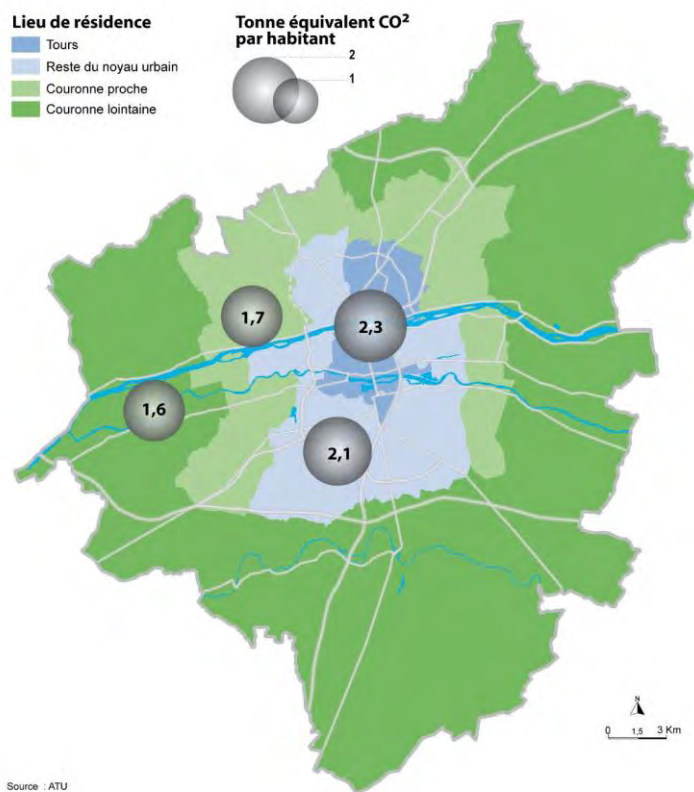 Lieu de résidence
Tours
Reste du noyau urbain
Couronne proche
Couronne lointaine
Tonne équivalent CO²
par habitant
2
1
1,7
2,3
1,6
2,1
N
0 1,5 3 Km
Source : ATU